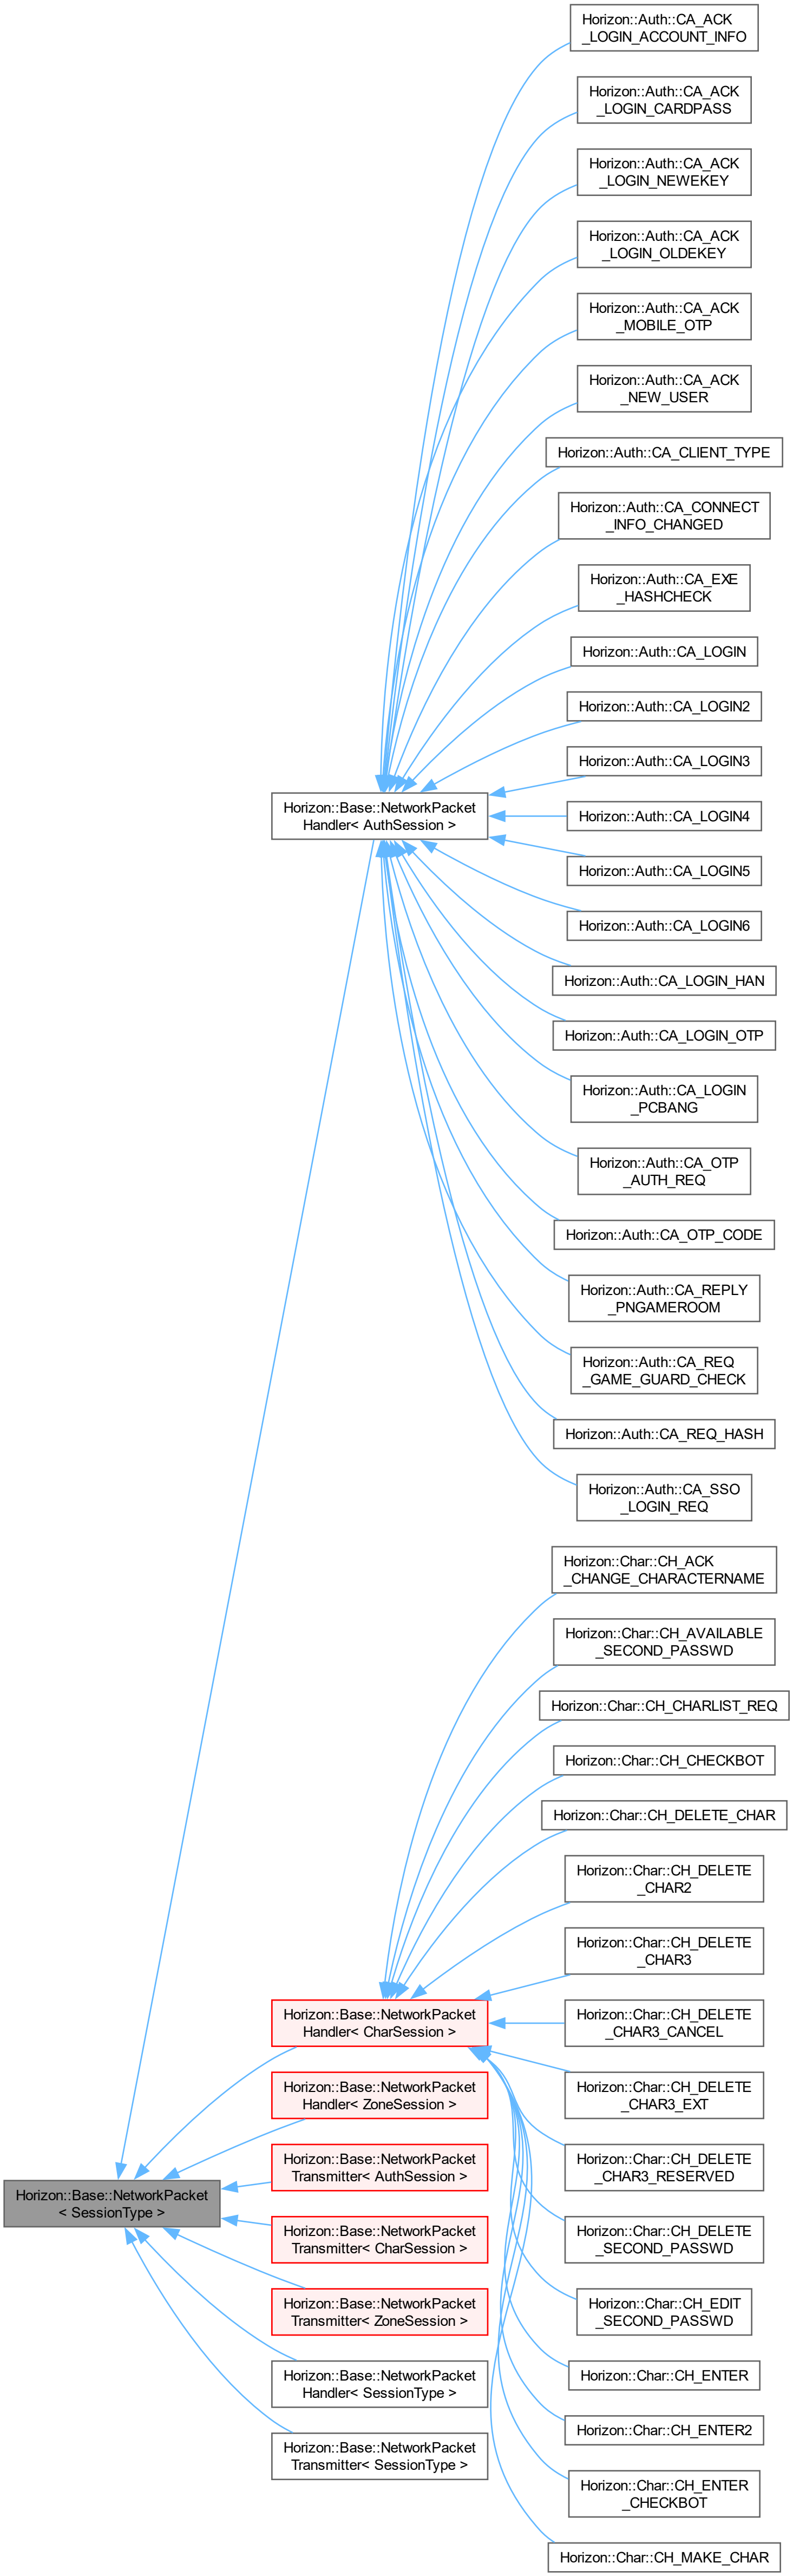 Horizon::Auth::CA_ACK
_LOGIN_ACCOUNT_INFO
Horizon::Auth::CA_ACK
_LOGIN_CARDPASS
Horizon::Auth::CA_ACK
_LOGIN_NEWEKEY
Horizon::Auth::CA_ACK
_LOGIN_OLDEKEY
Horizon::Auth::CA_ACK
_MOBILE_OTP
Horizon::Auth::CA_ACK
_NEW_USER
Horizon::Auth::CA_CLIENT_TYPE
Horizon::Auth::CA_CONNECT
_INFO_CHANGED
Horizon::Auth::CA_EXE
_HASHCHECK
Horizon::Auth::CA_LOGIN
Horizon::Auth::CA_LOGIN2
Horizon::Auth::CA_LOGIN3
Horizon::Base::NetworkPacket
Handler< AuthSession >
Horizon::Auth::CA_LOGIN4
Horizon::Auth::CA_LOGIN5
Horizon::Auth::CA_LOGIN6
Horizon::Auth::CA_LOGIN_HAN
Horizon::Auth::CA_LOGIN_OTP
Horizon::Auth::CA_LOGIN
_PCBANG
Horizon::Auth::CA_OTP
_AUTH_REQ
Horizon::Auth::CA_OTP_CODE
Horizon::Auth::CA_REPLY
_PNGAMEROOM
Horizon::Auth::CA_REQ
_GAME_GUARD_CHECK
Horizon::Auth::CA_REQ_HASH
Horizon::Auth::CA_SSO
_LOGIN_REQ
Horizon::Char::CH_ACK
_CHANGE_CHARACTERNAME
Horizon::Char::CH_AVAILABLE
_SECOND_PASSWD
Horizon::Char::CH_CHARLIST_REQ
Horizon::Char::CH_CHECKBOT
Horizon::Char::CH_DELETE_CHAR
Horizon::Char::CH_DELETE
_CHAR2
Horizon::Char::CH_DELETE
_CHAR3
Horizon::Base::NetworkPacket
Handler< CharSession >
Horizon::Char::CH_DELETE
_CHAR3_CANCEL
Horizon::Base::NetworkPacket
Handler< ZoneSession >
Horizon::Char::CH_DELETE
_CHAR3_EXT
Horizon::Base::NetworkPacket
Transmitter< AuthSession >
Horizon::Char::CH_DELETE
_CHAR3_RESERVED
Horizon::Base::NetworkPacket
< SessionType >
Horizon::Base::NetworkPacket
Transmitter< CharSession >
Horizon::Char::CH_DELETE
_SECOND_PASSWD
Horizon::Base::NetworkPacket
Transmitter< ZoneSession >
Horizon::Char::CH_EDIT
_SECOND_PASSWD
Horizon::Base::NetworkPacket
Handler< SessionType >
Horizon::Char::CH_ENTER
Horizon::Char::CH_ENTER2
Horizon::Base::NetworkPacket
Transmitter< SessionType >
Horizon::Char::CH_ENTER
_CHECKBOT
Horizon::Char::CH_MAKE_CHAR